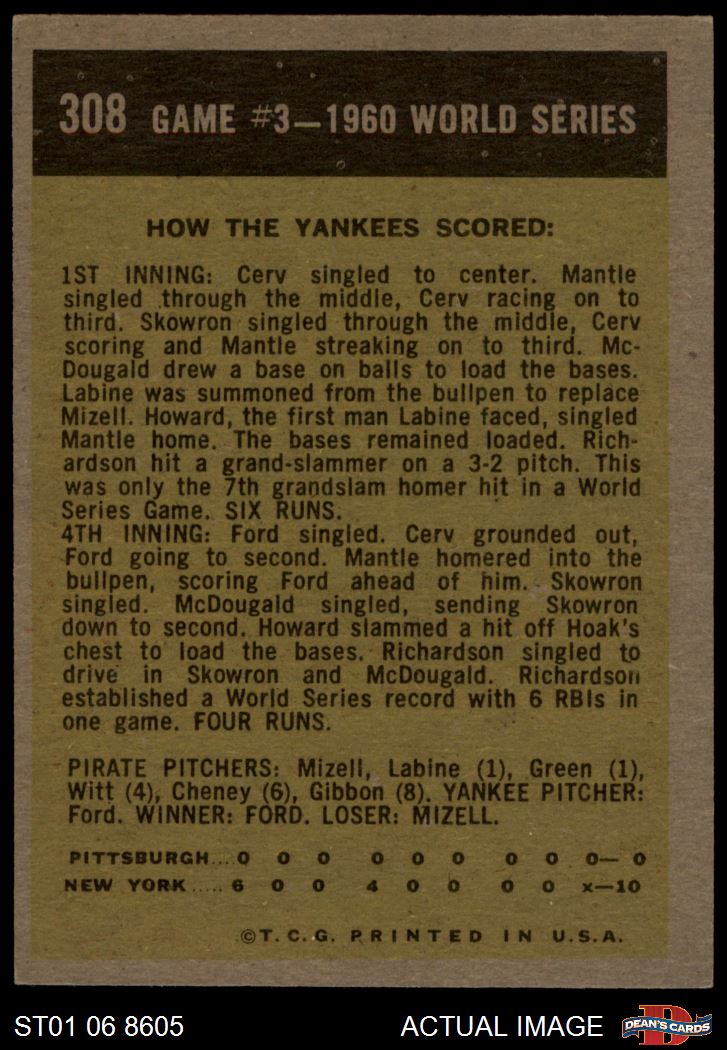 308 GAME #3—1960 WORLD SERIES
HOW THE YANKEES SCORED:
1ST INNING: Cerv singled to center. Mantle
singled through the middle, Cerv racing on to
third. Skowron singled through the middle, Cerv
scoring and Mantle streaking on to third. Mc-
Dougald drew a base on balls to load the bases.
Labine was summoned from the bullpen to replace
Mizell. Howard, the first man Labine faced, singled
Mantle home. The bases remained loaded. Rich-
ardson hit a grand-slammer on a 3-2 pitch. This
was only the 7th grandslam homer hit in a World
Series Game. SIX RUNS.
4TH INNING: Ford singled. Cerv grounded out,
Ford going to second. Mantle homered into the
bullpen, scoring Ford ahead of him. Skowron
singled. McDougald singled, sending Skowron
down to second. Howard slammed a hit off Hoak's
chest to load the bases. Richardson singled to
drive in Skowron and McDougald. Richardson
established a World Series record with 6 RBIs in
one game. FOUR RUNS.
PIRATE PITCHERS: Mizell, Labine (1), Green (1),
Witt (4), Cheney (6), Gibbon (8). YANKEE PITCHER:
Ford. WINNER: FORD. LOSER: MIZELL.
PITTSBURGH... 0 0 0 0 0 0 0 0 0— 0
NEW YORK..... 6 0 0 4 0 0 0 0 x—10
©T.C.G. PRINTED IN U.S.A.
ST01 06 8605 ACTUAL IMAGE D DEAN'S CARDS